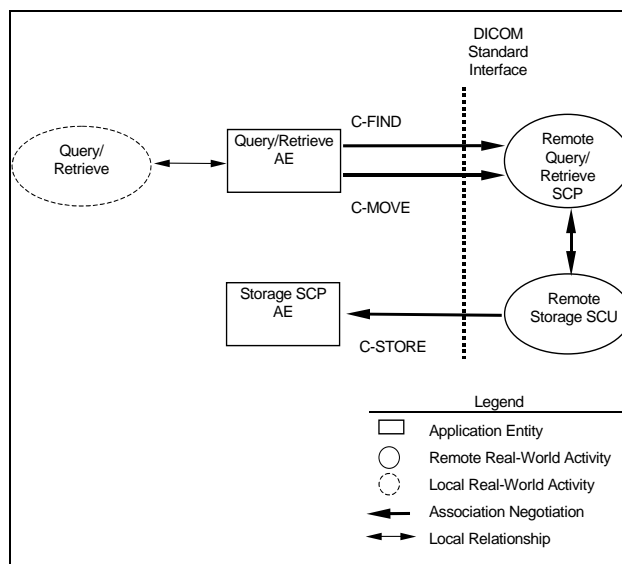 DICOM
Standard
Interface
C-FIND
Query/
Retrieve
Query/Retrieve
AE
Remote
Query/
Retrieve
SCP
C-MOVE
Storage SCP
AE
Remote
Storage SCU
C-STORE
Legend
Application Entity
Remote Real-World Activity
Local Real-World Activity
Association Negotiation
Local Relationship